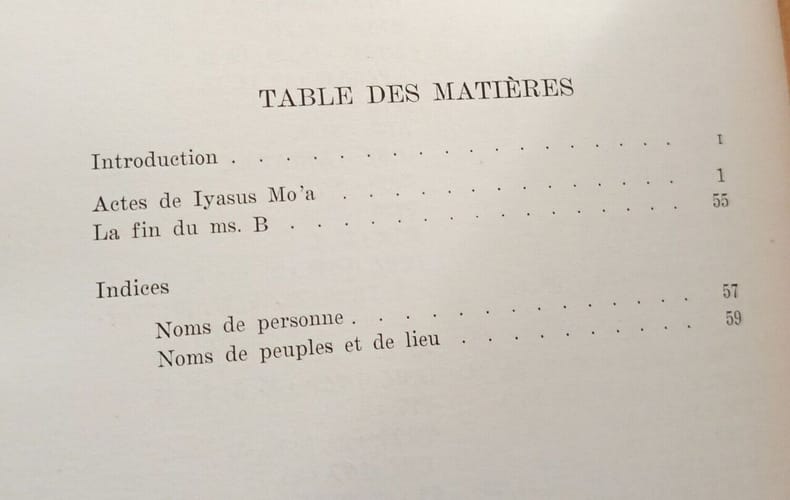 TABLE DES MATIÈRES
Introduction . . . . . . . . . . . . . . . . . I
Actes de Iyasus Mo'a . . . . . . . . . . . . . 1
La fin du ms. B . . . . . . . . . . . . . . . 55
Indices
Noms de personne . . . . . . . . . . . . . 57
Noms de peuples et de lieu . . . . . . . . . 59